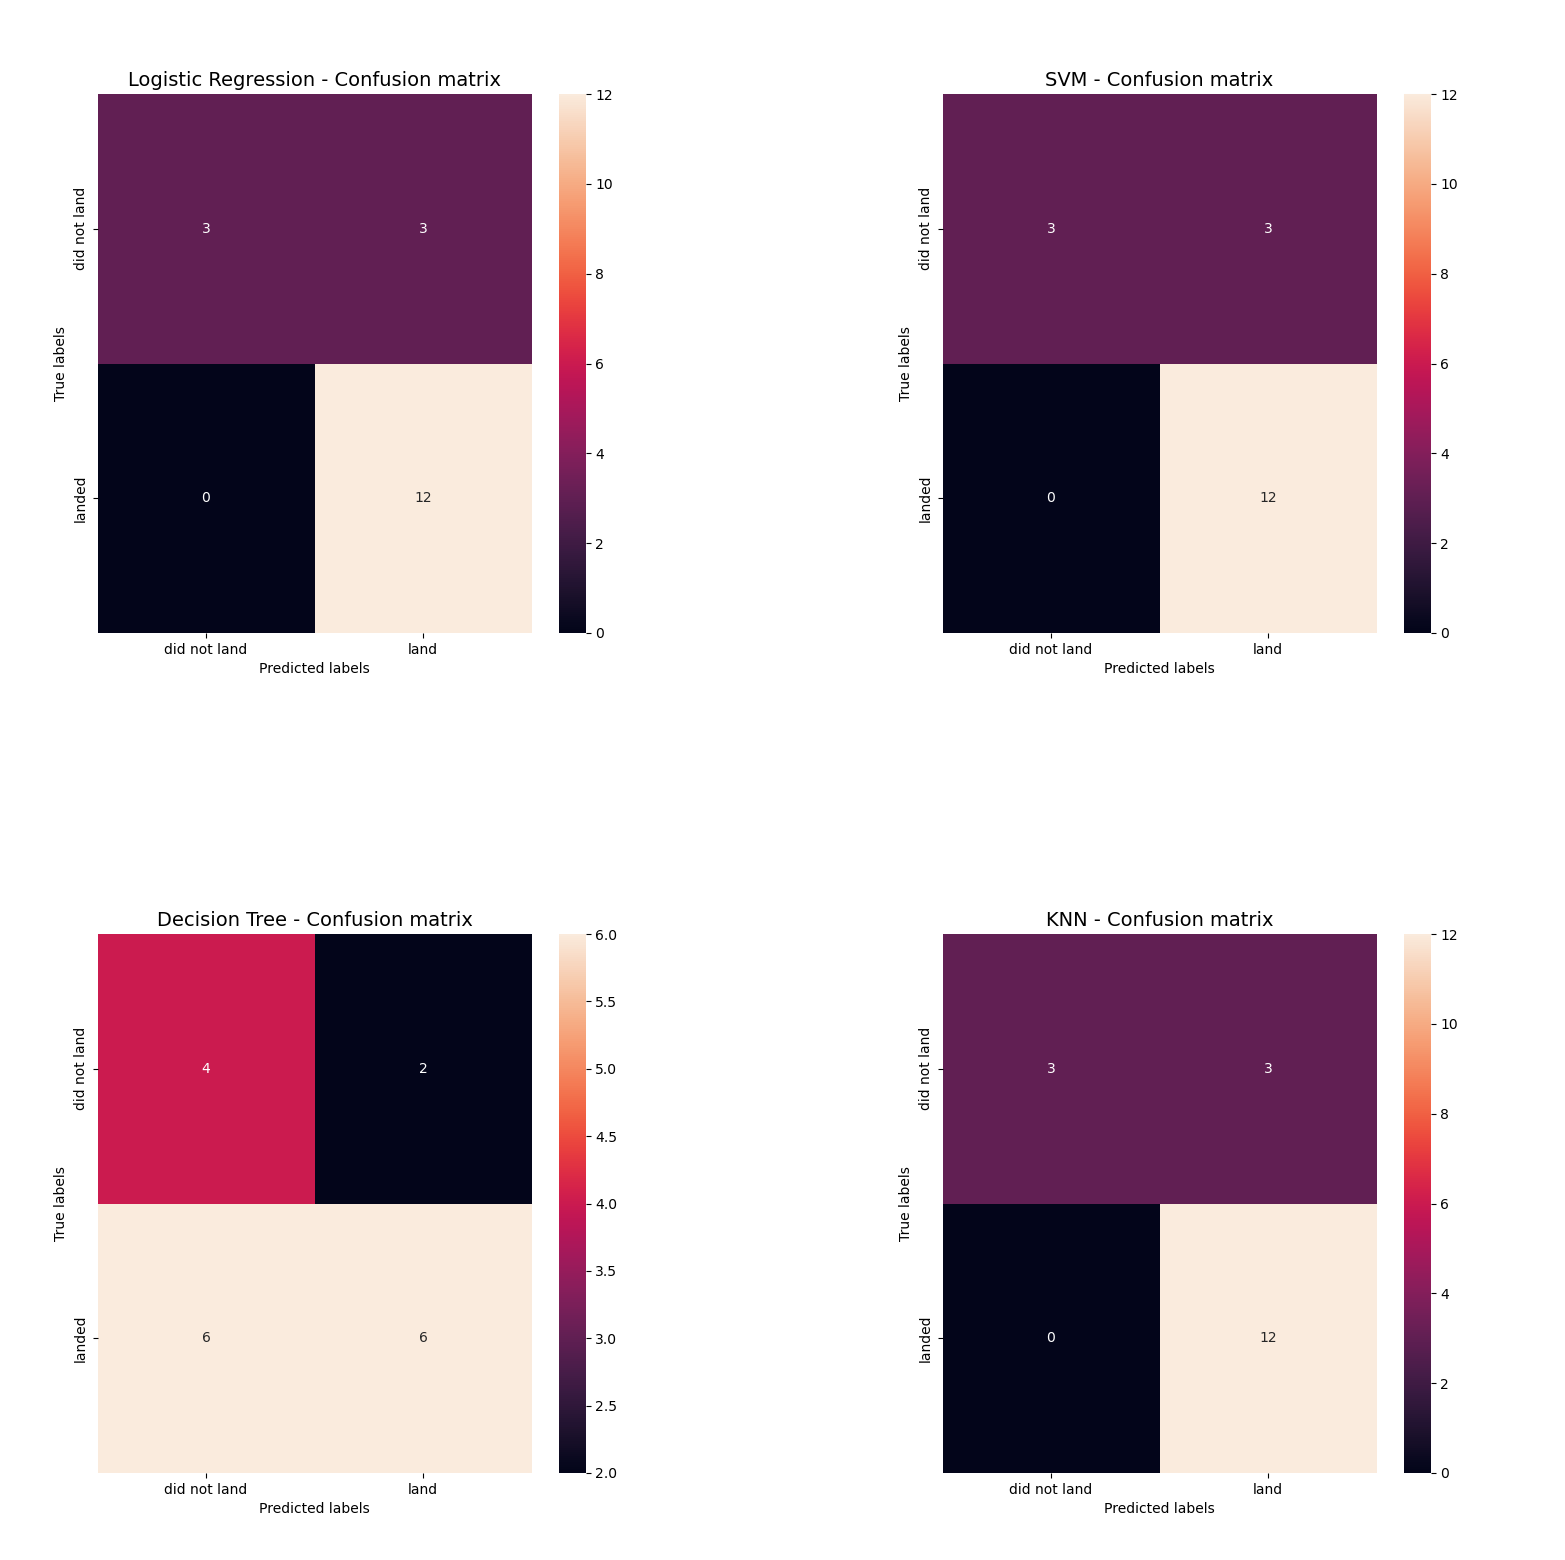 Logistic Regression - Confusion matrix
12
10
8
6
4
2
0
did not land
landed
True labels
3
3
0
12
did not land
land
Predicted labels
SVM - Confusion matrix
12
10
8
6
4
2
0
did not land
landed
True labels
3
3
0
12
did not land
land
Predicted labels
Decision Tree - Confusion matrix
6.0
5.5
5.0
4.5
4.0
3.5
3.0
2.5
2.0
did not land
landed
True labels
4
2
6
6
did not land
land
Predicted labels
KNN - Confusion matrix
12
10
8
6
4
2
0
did not land
landed
True labels
3
3
0
12
did not land
land
Predicted labels